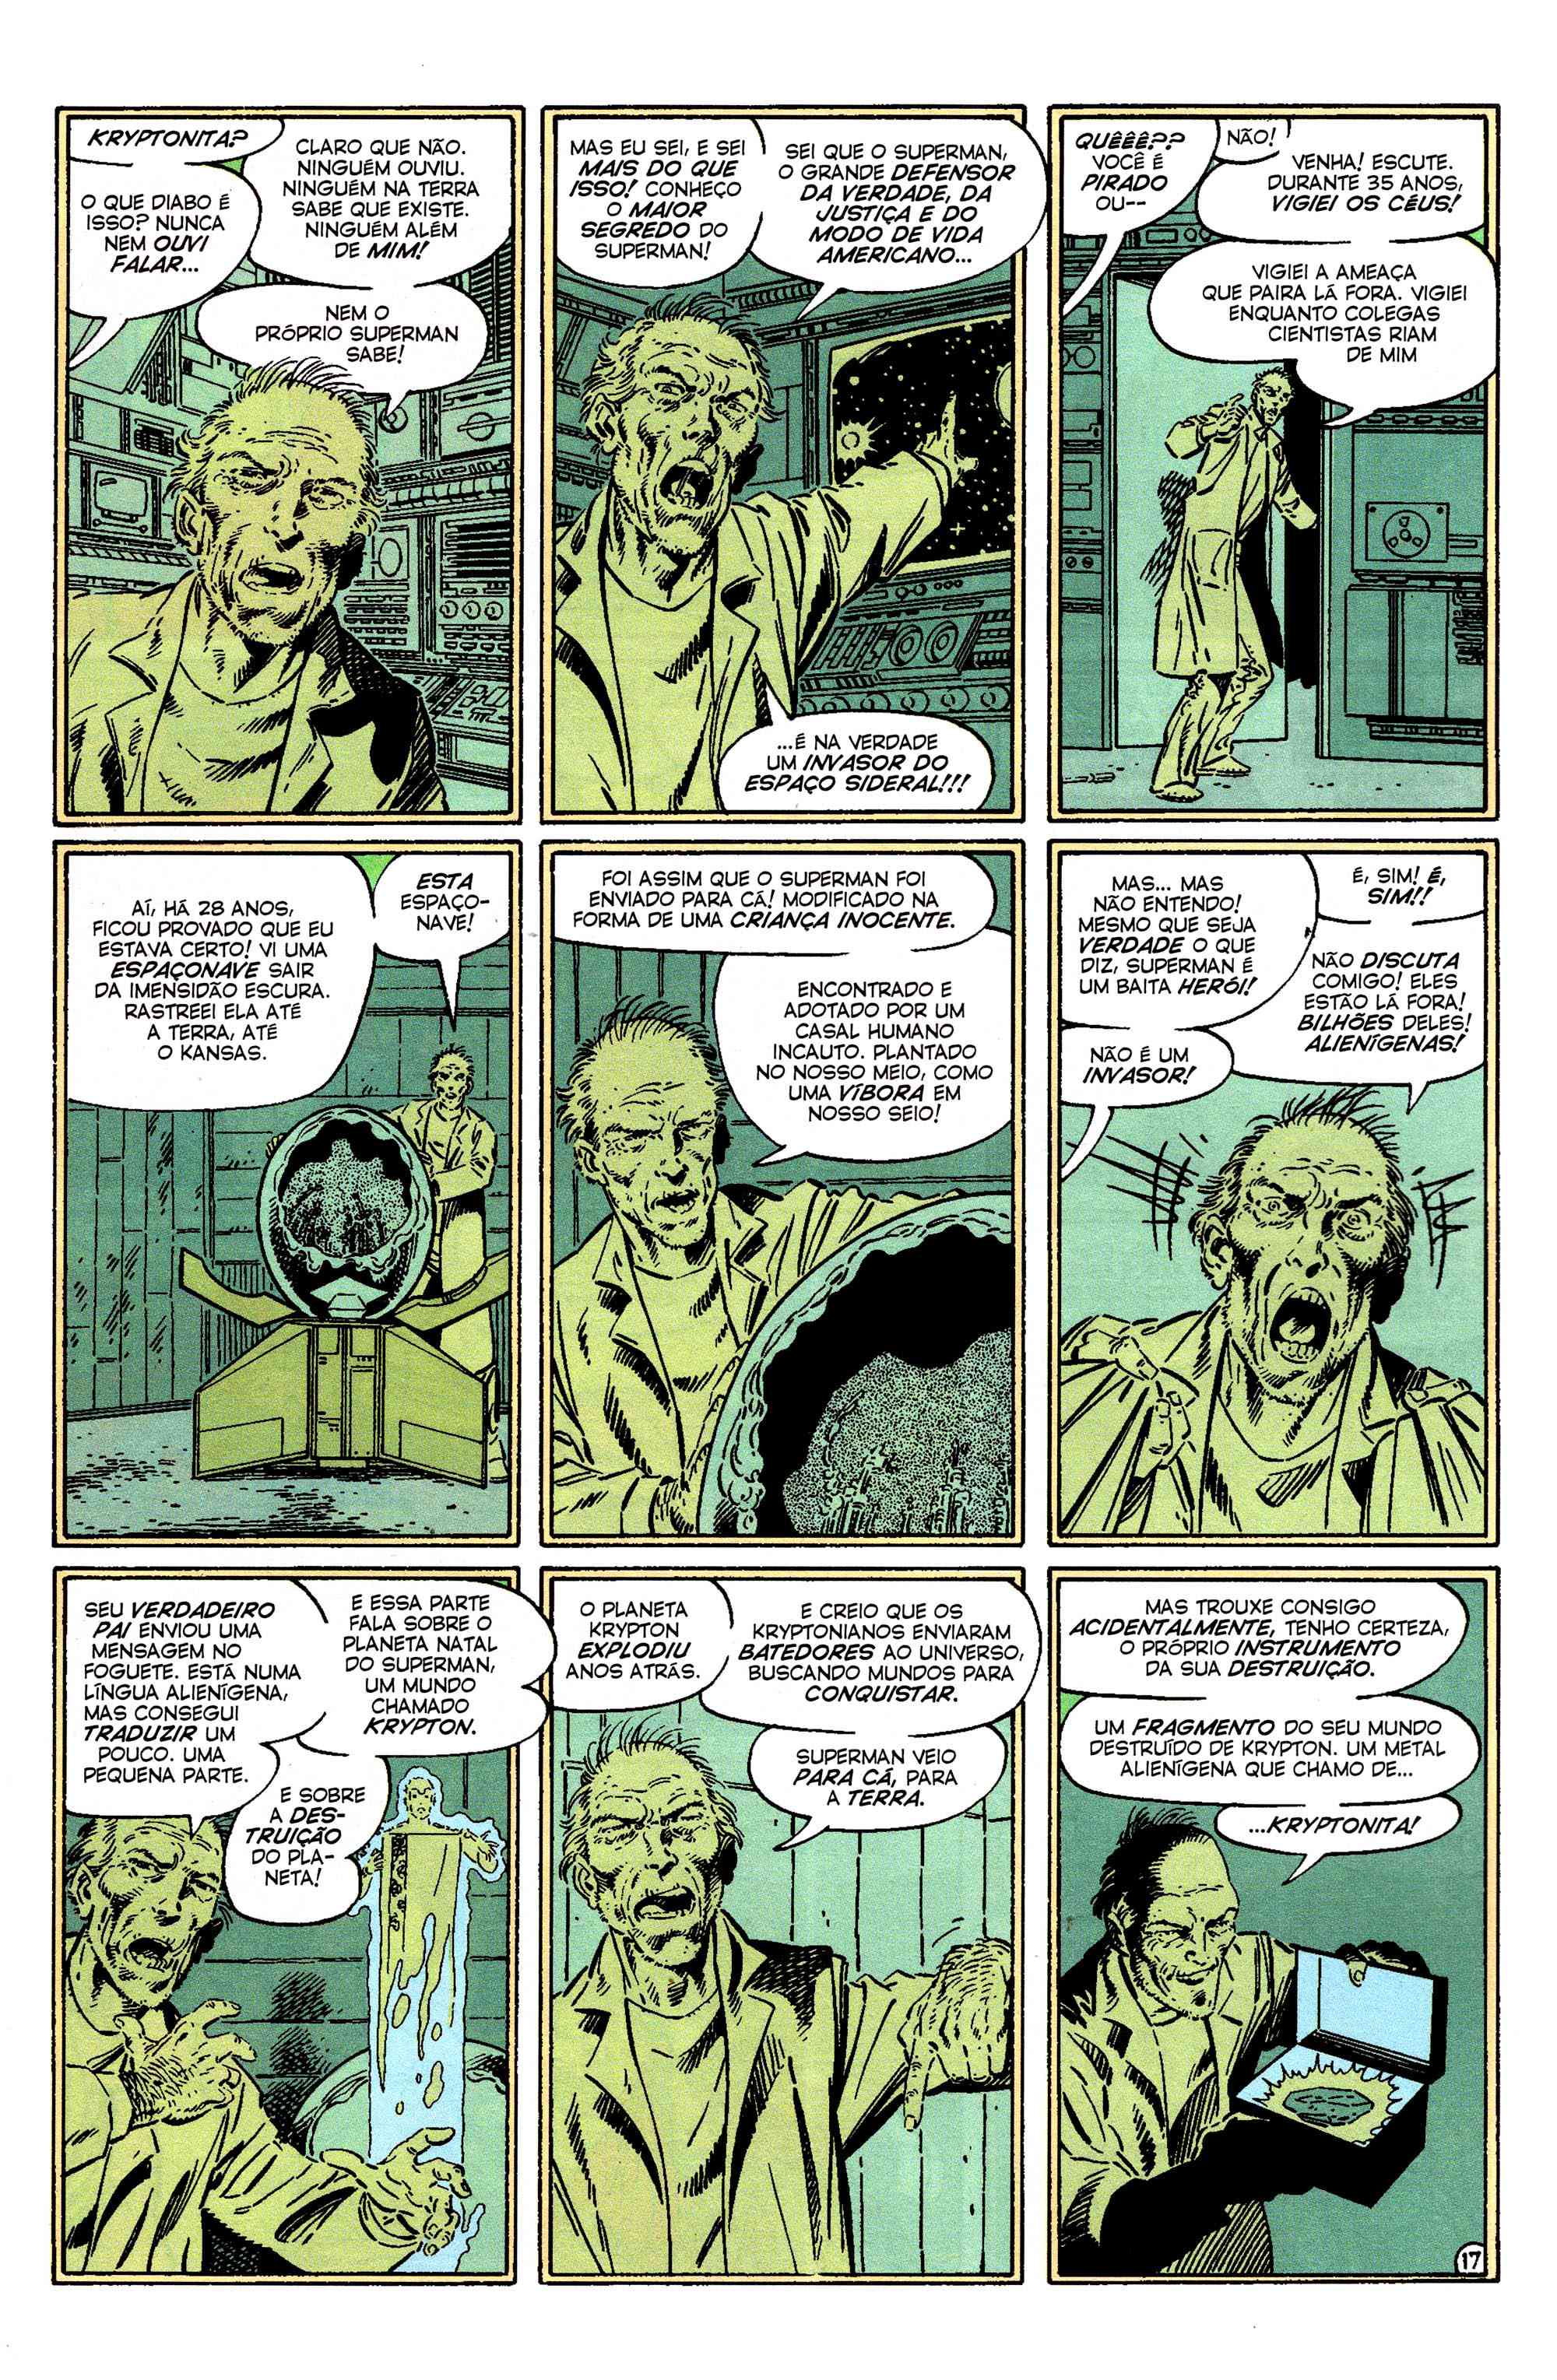 KRYPTONITA?
O QUE DIABO É
ISSO? NUNCA
NEM OUVI
FALAR...
CLARO QUE NÃO.
NINGUÉM OUVIU.
NINGUÉM NA TERRA
SABE QUE EXISTE.
NINGUÉM ALÉM
DE MIM!
NEM O
PRÓPRIO SUPERMAN
SABE!
MAS EU SEI, E SEI
MAIS DO QUE
ISSO! CONHEÇO
O MAIOR
SEGREDO DO
SUPERMAN!
SEI QUE O SUPERMAN,
O GRANDE DEFENSOR
DA VERDADE, DA
JUSTIÇA E DO
MODO DE VIDA
AMERICANO...
...É NA VERDADE
UM INVASOR DO
ESPAÇO SIDERAL!!!
QUÊÊÊ??
VOCÊ É
PIRADO
OU--
NÃO!
VENHA! ESCUTE.
DURANTE 35 ANOS,
VIGIEI OS CÉUS!
VIGIEI A AMEAÇA
QUE PAIRA LÁ FORA. VIGIEI
ENQUANTO COLEGAS
CIENTISTAS RIAM
DE MIM
AÍ, HÁ 28 ANOS,
FICOU PROVADO QUE EU
ESTAVA CERTO! VI UMA
ESPAÇONAVE SAIR
DA IMENSIDÃO ESCURA.
RASTREEI ELA ATÉ
A TERRA, ATÉ
O KANSAS.
ESTA
ESPAÇO-
NAVE!
FOI ASSIM QUE O SUPERMAN FOI
ENVIADO PARA CÁ! MODIFICADO NA
FORMA DE UMA CRIANÇA INOCENTE.
ENCONTRADO E
ADOTADO POR UM
CASAL HUMANO
INCAUTO. PLANTADO
NO NOSSO MEIO, COMO
UMA VÍBORA EM
NOSSO SEIO!
MAS... MAS
NÃO ENTENDO!
MESMO QUE SEJA
VERDADE O QUE
DIZ, SUPERMAN É
UM BAITA HERÓI!
NÃO É UM
INVASOR!
É, SIM! É,
SIM!!
NÃO DISCUTA
COMIGO! ELES
ESTÃO LÁ FORA!
BILHÕES DELES!
ALIENÍGENAS!
SEU VERDADEIRO
PAI ENVIOU UMA
MENSAGEM NO
FOGUETE. ESTÁ NUMA
LÍNGUA ALIENÍGENA,
MAS CONSEGUI
TRADUZIR UM
POUCO. UMA
PEQUENA PARTE.
E ESSA PARTE
FALA SOBRE O
PLANETA NATAL
DO SUPERMAN,
UM MUNDO
CHAMADO
KRYPTON.
E SOBRE
A DES-
TRUIÇÃO
DO PLA-
NETA!
O PLANETA
KRYPTON
EXPLODIU
ANOS ATRÁS.
E CREIO QUE OS
KRYPTONIANOS ENVIARAM
BATEDORES AO UNIVERSO,
BUSCANDO MUNDOS PARA
CONQUISTAR.
SUPERMAN VEIO
PARA CÁ, PARA
A TERRA.
MAS TROUXE CONSIGO
ACIDENTALMENTE, TENHO CERTEZA,
O PRÓPRIO INSTRUMENTO
DA SUA DESTRUIÇÃO.
UM FRAGMENTO DO SEU MUNDO
DESTRUÍDO DE KRYPTON. UM METAL
ALIENÍGENA QUE CHAMO DE...
...KRYPTONITA!
17